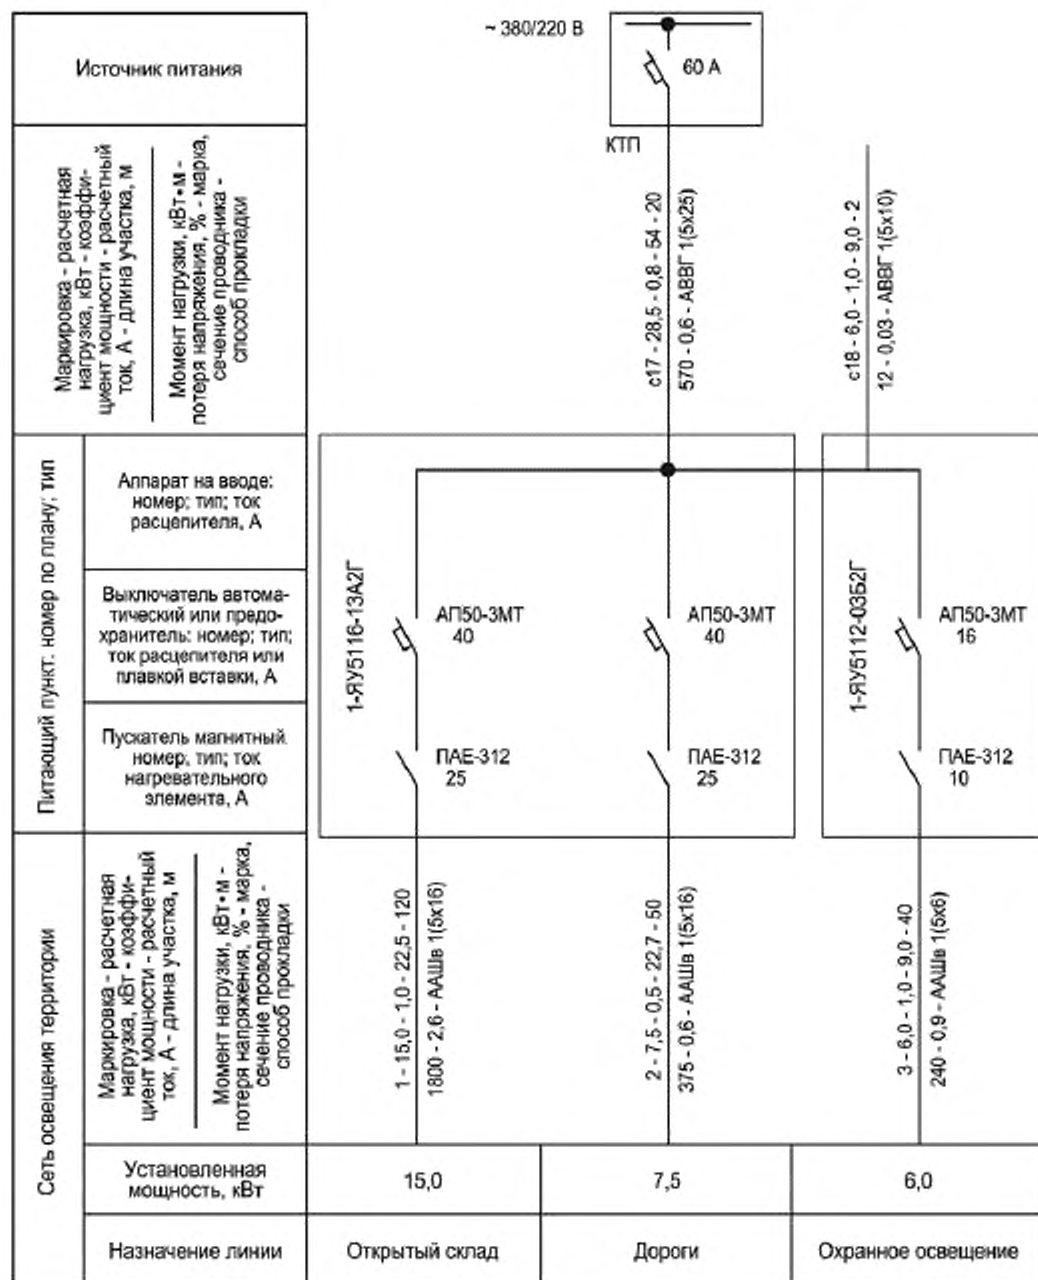 Источник питания
~ 380/220 В
60 А
КТП
Маркировка - расчетная
нагрузка, кВт - коэффи-
циент мощности - расчетный
ток, А - длина участка, м
Момент нагрузки, кВт•м -
потеря напряжения, % - марка,
сечение проводника -
способ прокладки
с17 - 28,5 - 0,8 - 54 - 20
570 - 0,6 - АВВГ 1(5х25)
с18 - 6,0 - 1,0 - 9,0 - 2
12 - 0,03 - АВВГ 1(5х10)
Питающий пункт. номер по плану; тип
Аппарат на вводе:
номер; тип; ток
расцепителя, А
Выключатель автома-
тический или предо-
хранитель: номер; тип;
ток расцепителя или
плавкой вставки, А
Пускатель магнитный.
номер; тип; ток
нагревательного
элемента, А
1-ЯУ5116-13А2Г
АП50-3МТ
40
ПАЕ-312
25
АП50-3МТ
40
ПАЕ-312
25
1-ЯУ5112-03Б2Г
АП50-3МТ
16
ПАЕ-312
10
Сеть освещения территории
Маркировка - расчетная
нагрузка, кВт - коэффи-
циент мощности - расчетный
ток, А - длина участка, м
Момент нагрузки, кВт•м -
потеря напряжения, % - марка,
сечение проводника -
способ прокладки
1 - 15,0 - 1,0 - 22,5 - 120
1800 - 2,6 - ААШв 1(5х16)
2 - 7,5 - 0,5 - 22,7 - 50
375 - 0,6 - ААШв 1(5х16)
3 - 6,0 - 1,0 - 9,0 - 40
240 - 0,9 - ААШв 1(5х6)
Установленная
мощность, кВт
15,0
7,5
6,0
Назначение линии
Открытый склад
Дороги
Охранное освещение